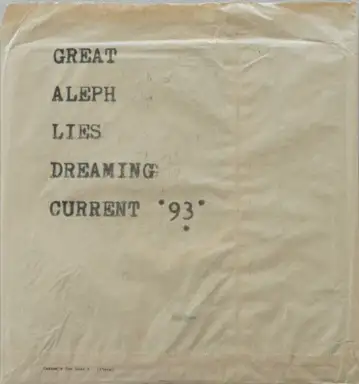 GREAT
ALEPH
LIES
DREAMING
CURRENT "93"